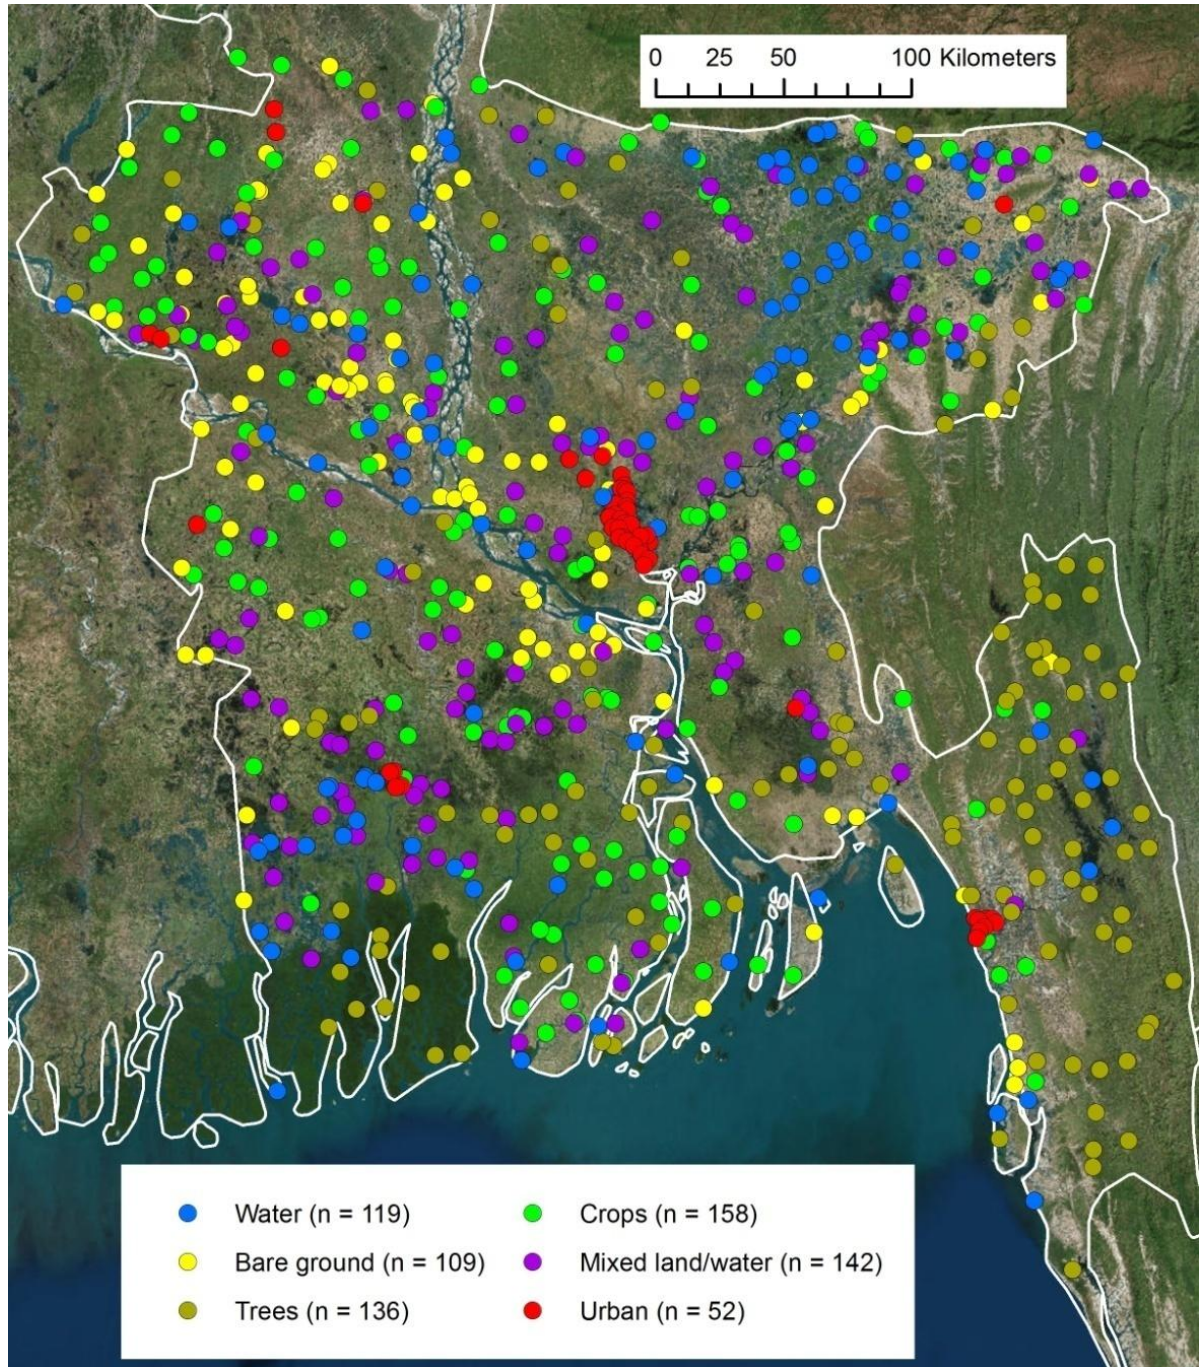 0 25 50 100 Kilometers
Water (n = 119) Crops (n = 158)
Bare ground (n = 109) Mixed land/water (n = 142)
Trees (n = 136) Urban (n = 52)